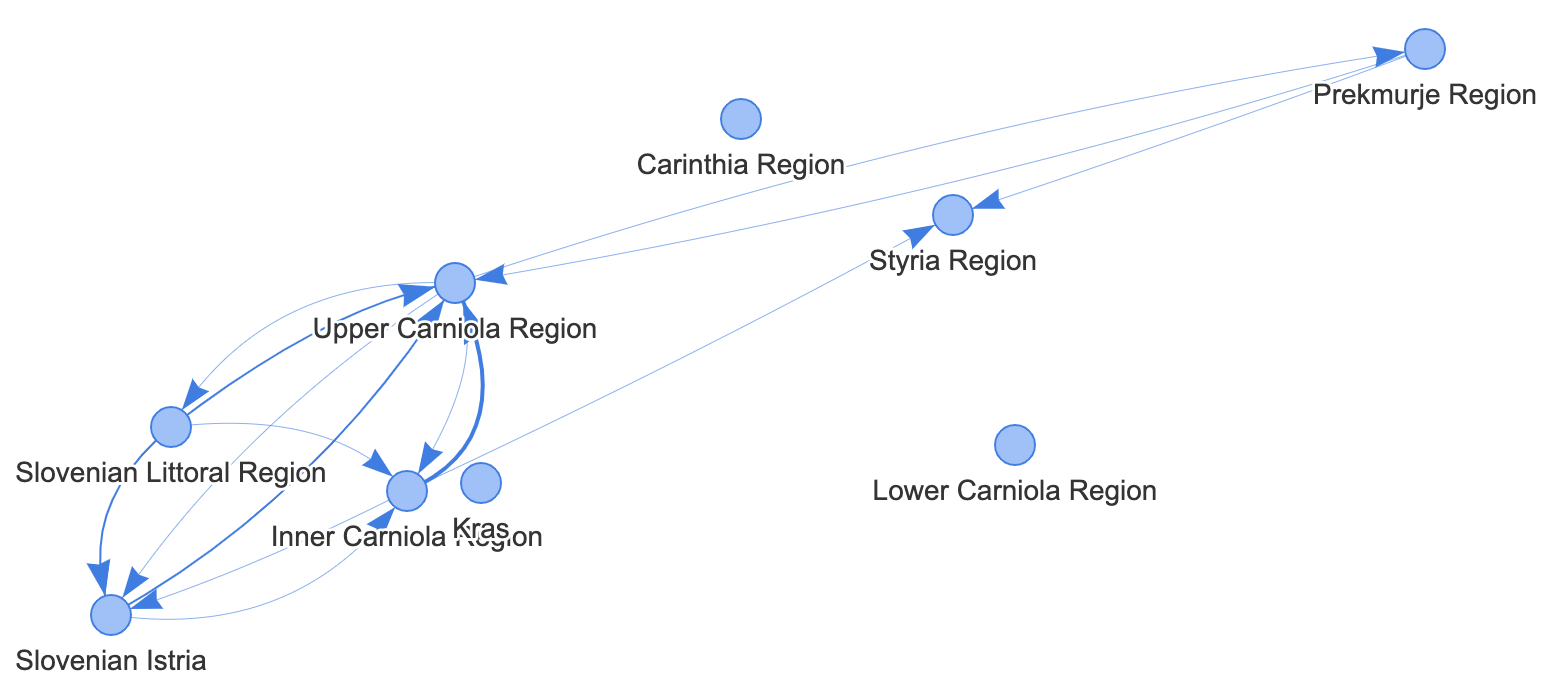 Prekmurje Region
Carinthia Region
Styria Region
Upper Carniola Region
Slovenian Littoral Region
Lower Carniola Region
Inner Carniola Region
Kras
Slovenian Istria